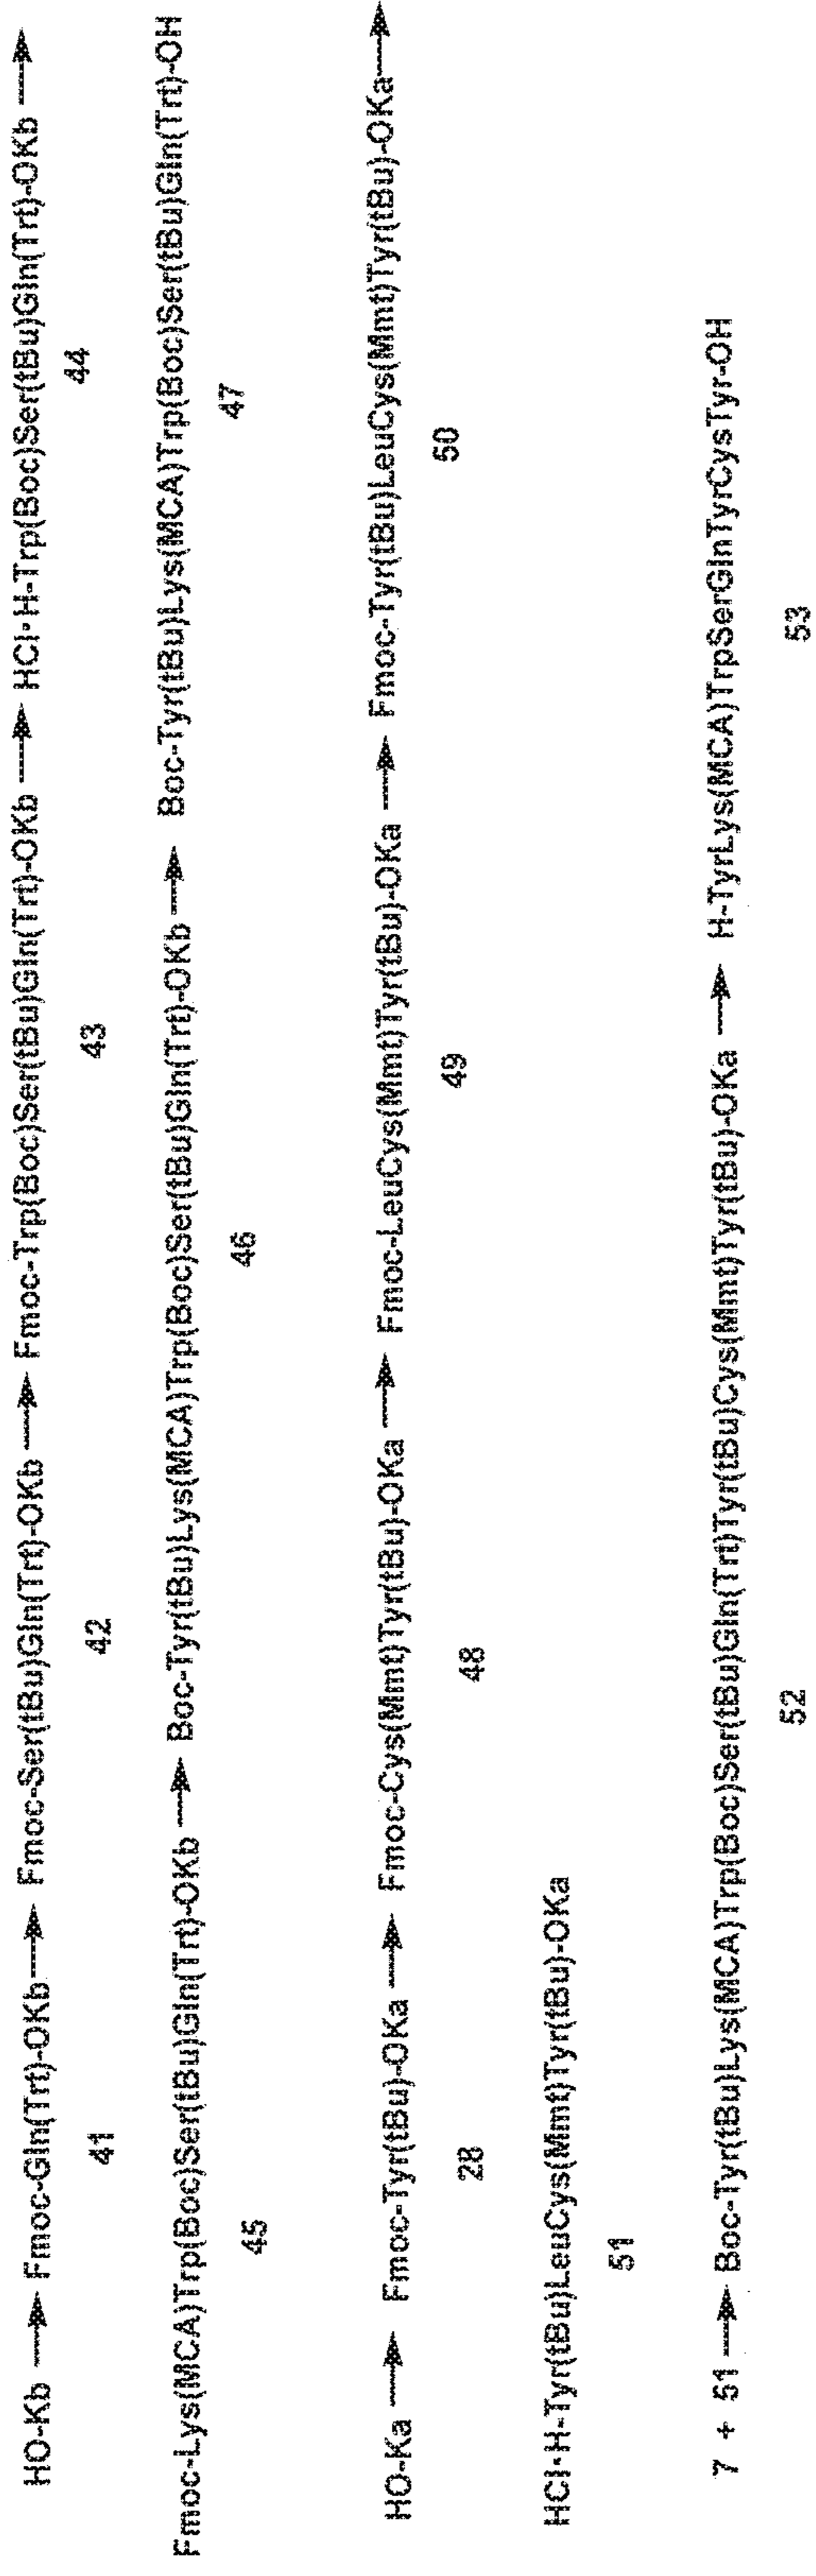 HO-Kb ⟶ Fmoc-Gln(Trt)-OKb ⟶ Fmoc-Ser(tBu)Gln(Trt)-OKb ⟶ Fmoc-Trp(Boc)Ser(tBu)Gln(Trt)-OKb ⟶ HCl·H-Trp(Boc)Ser(tBu)Gln(Trt)-OKb ⟶
41 42 43 44
Fmoc-Lys(MCA)Trp(Boc)Ser(tBu)Gln(Trt)-OKb ⟶ Boc-Tyr(tBu)Lys(MCA)Trp(Boc)Ser(tBu)Gln(Trt)-OKb ⟶ Boc-Tyr(tBu)Lys(MCA)Trp(Boc)Ser(tBu)Gln(Trt)-OH
45 46 47
HO-Ka ⟶ Fmoc-Tyr(tBu)-OKa ⟶ Fmoc-Cys(Mmt)Tyr(tBu)-OKa ⟶ Fmoc-LeuCys(Mmt)Tyr(tBu)-OKa ⟶ Fmoc-Tyr(tBu)LeuCys(Mmt)Tyr(tBu)-OKa ⟶
28 48 49 50
HCl·H-Tyr(tBu)LeuCys(Mmt)Tyr(tBu)-OKa
51
7 + 51 ⟶ Boc-Tyr(tBu)Lys(MCA)Trp(Boc)Ser(tBu)Gln(Trt)Tyr(tBu)Cys(Mmt)Tyr(tBu)-OKa ⟶ H-TyrLys(MCA)TrpSerGlnTyrCysTyr-OH
52 53